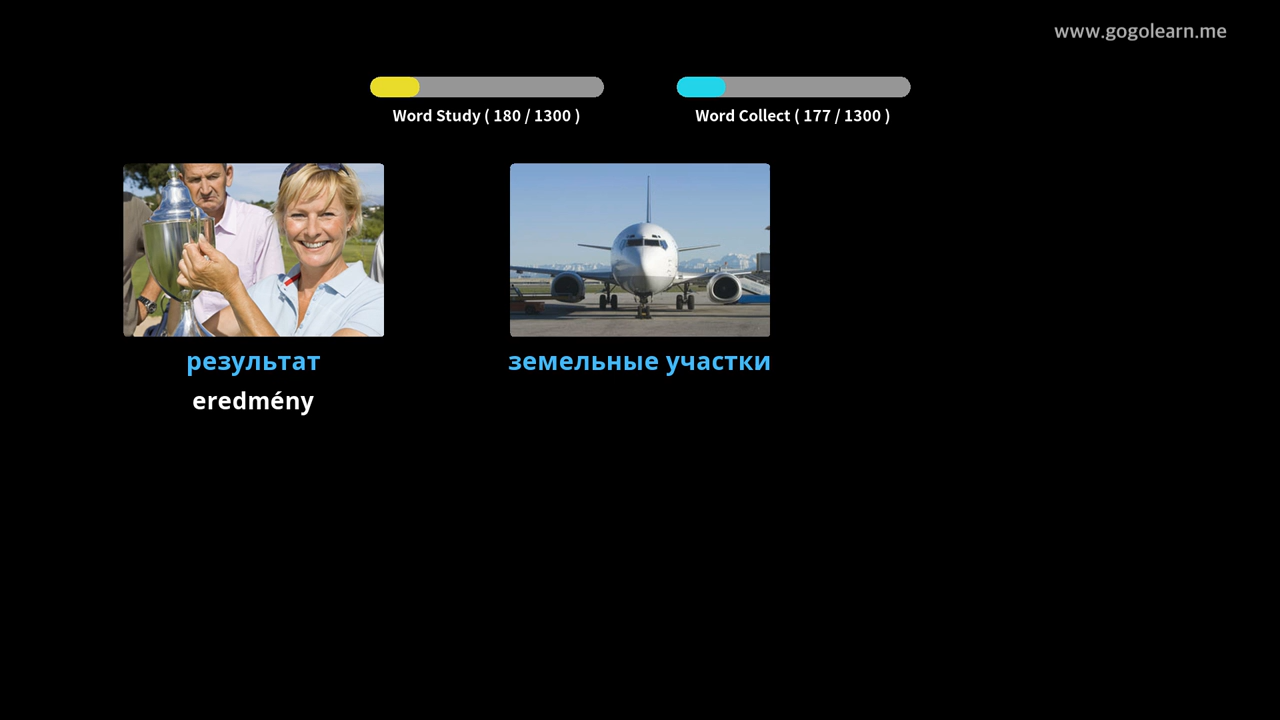 www.gogolearn.me
Word Study ( 180 / 1300 )
Word Collect ( 177 / 1300 )
результат
eredmény
земельные участки